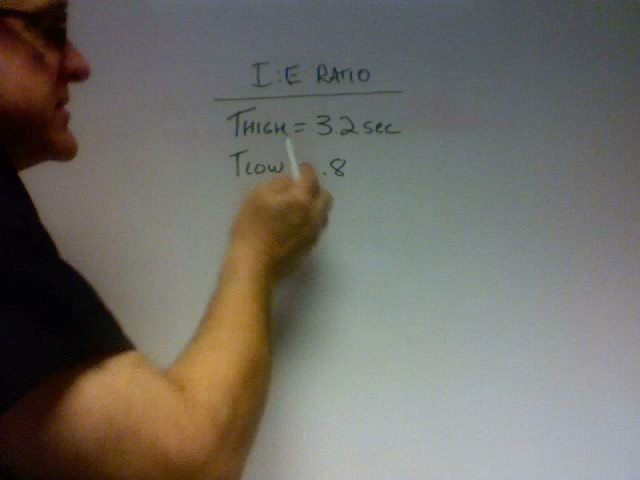 I:E RATIO
THIGH = 3.2 sec
TLOW .8